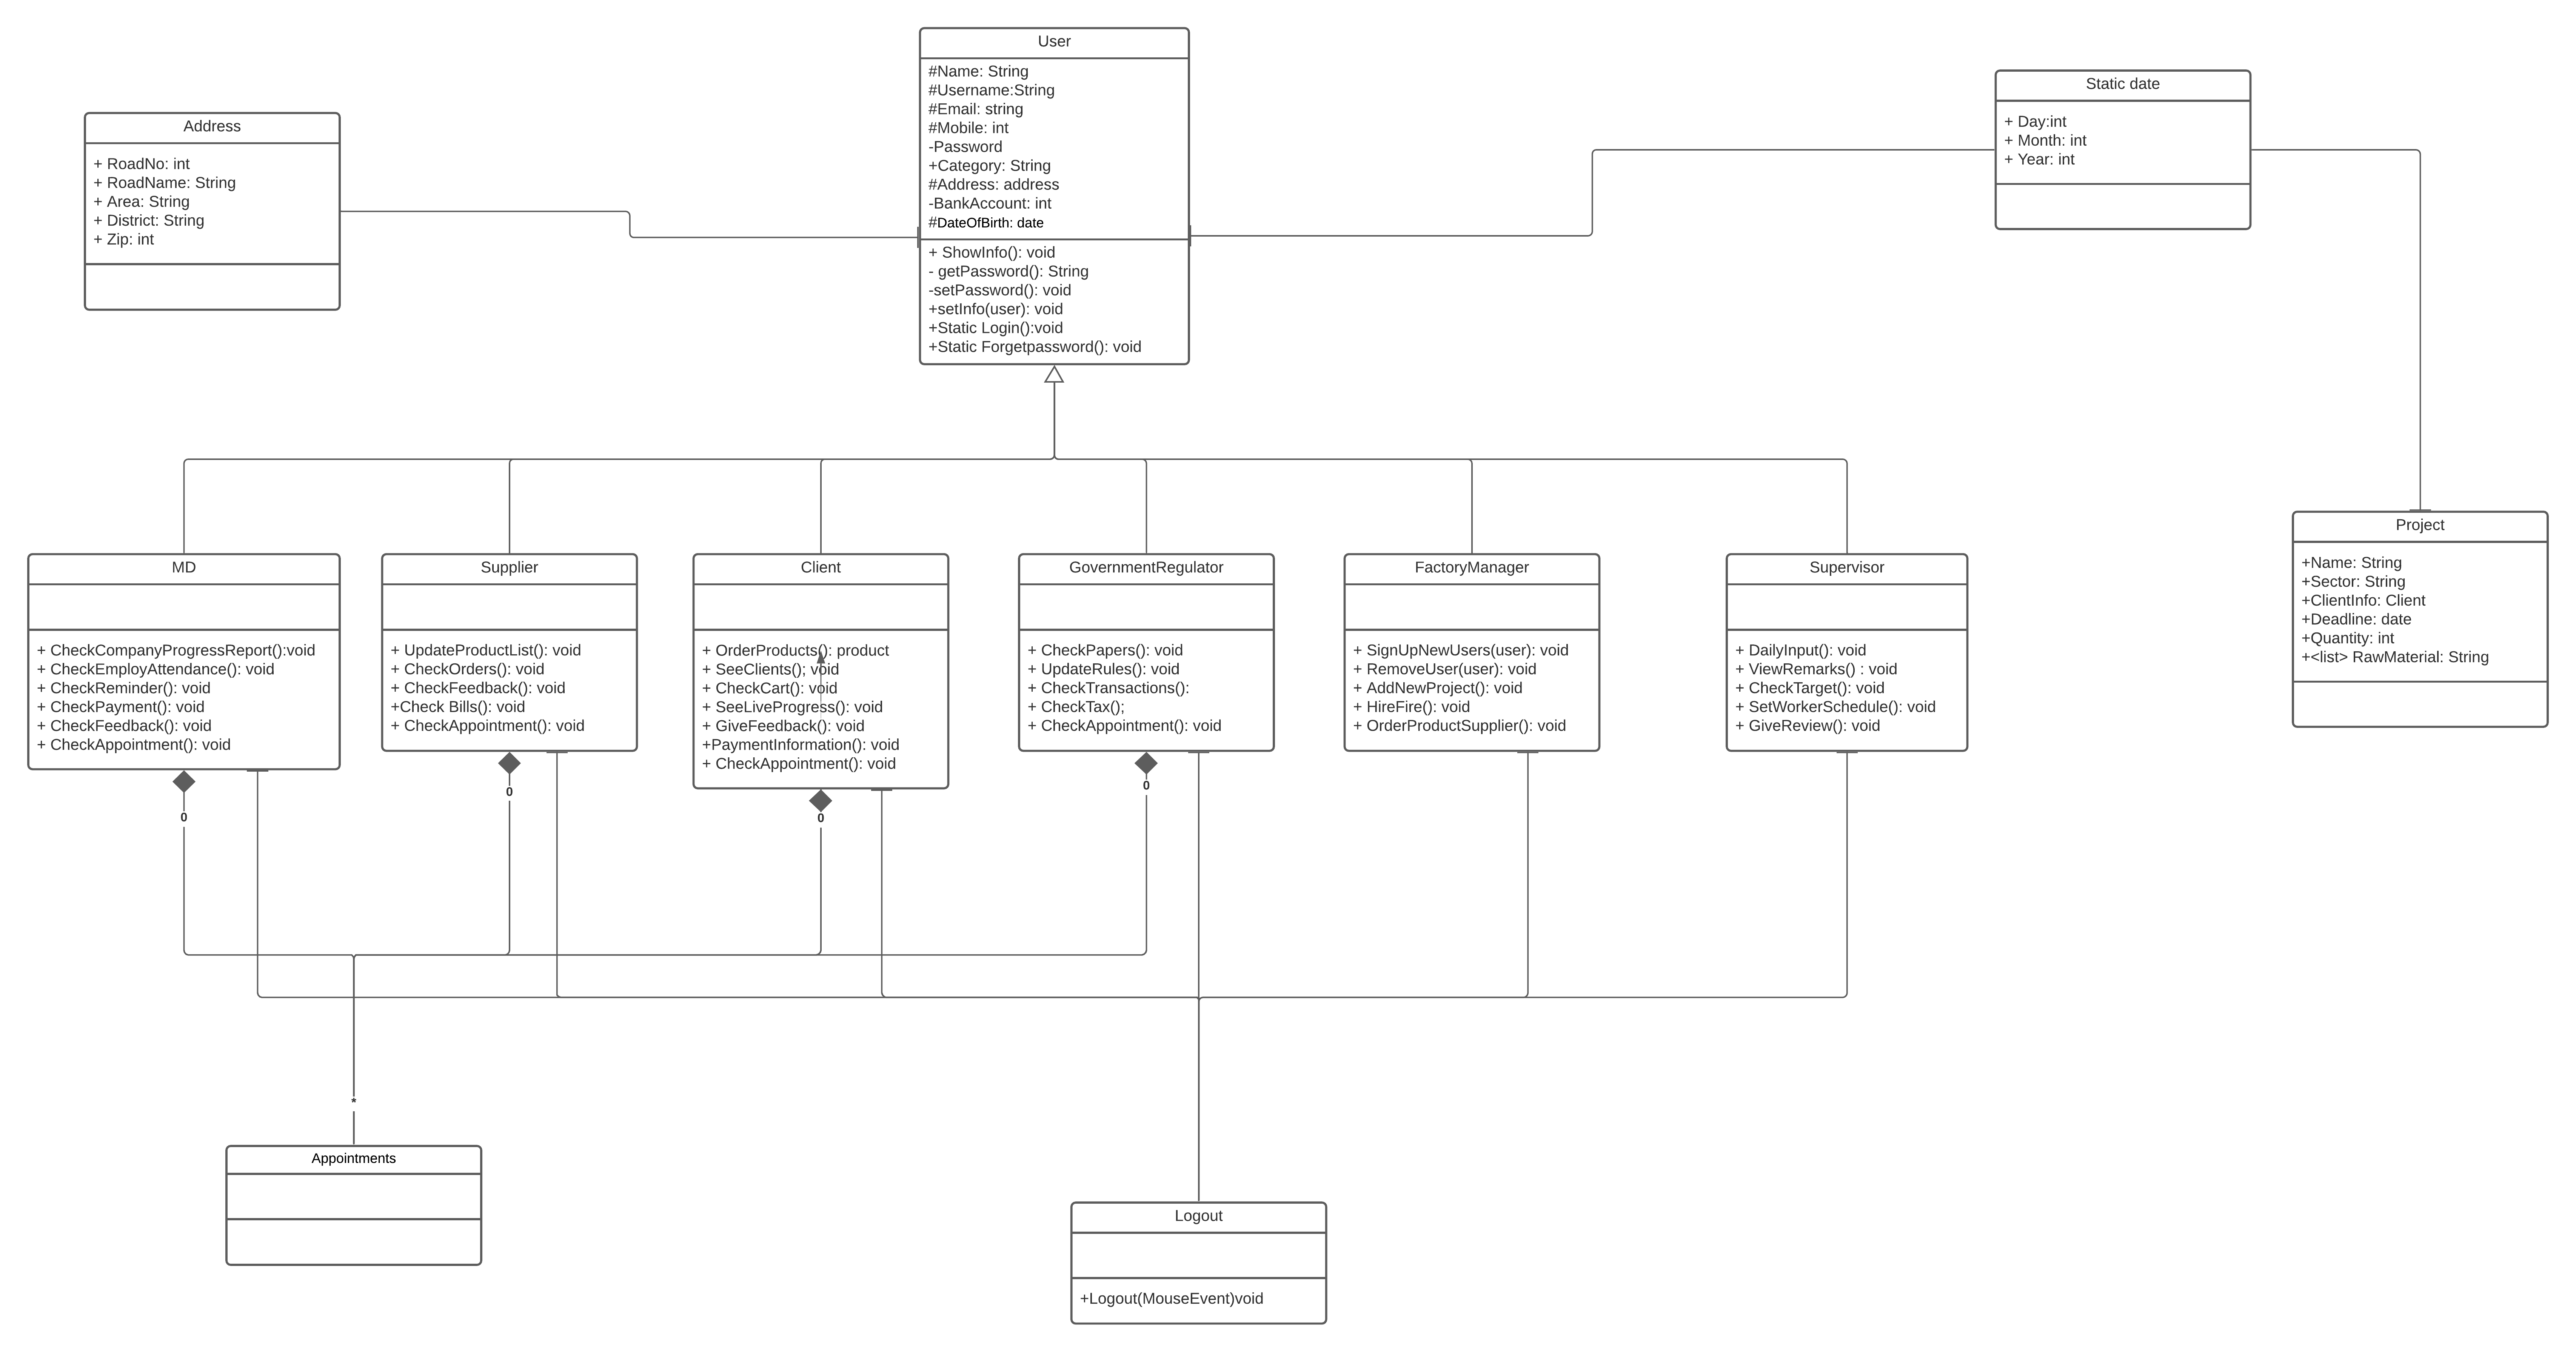 User
#Name: String
#Username:String
#Email: string
#Mobile: int
-Password
+Category: String
#Address: address
-BankAccount: int
#DateOfBirth: date
+ ShowInfo(): void
- getPassword(): String
-setPassword(): void
+setInfo(user): void
+Static Login():void
+Static Forgetpassword(): void
Static date
+ Day:int
+ Month: int
+ Year: int
Address
+ RoadNo: int
+ RoadName: String
+ Area: String
+ District: String
+ Zip: int
Project
+Name: String
+Sector: String
+ClientInfo: Client
+Deadline: date
+Quantity: int
+<list> RawMaterial: String
MD
+ CheckCompanyProgressReport():void
+ CheckEmployAttendance(): void
+ CheckReminder(): void
+ CheckPayment(): void
+ CheckFeedback(): void
+ CheckAppointment(): void
Supplier
+ UpdateProductList(): void
+ CheckOrders(): void
+ CheckFeedback(): void
+Check Bills(): void
+ CheckAppointment(): void
Client
+ OrderProducts(): product
+ SeeClients(); void
+ CheckCart(): void
+ SeeLiveProgress(): void
+ GiveFeedback(): void
+PaymentInformation(): void
+ CheckAppointment(): void
GovernmentRegulator
+ CheckPapers(): void
+ UpdateRules(): void
+ CheckTransactions():
+ CheckTax();
+ CheckAppointment(): void
FactoryManager
+ SignUpNewUsers(user): void
+ RemoveUser(user): void
+ AddNewProject(): void
+ HireFire(): void
+ OrderProductSupplier(): void
Supervisor
+ DailyInput(): void
+ ViewRemarks() : void
+ CheckTarget(): void
+ SetWorkerSchedule(): void
+ GiveReview(): void
0
0
0
0
*
Appointments
Logout
+Logout(MouseEvent)void